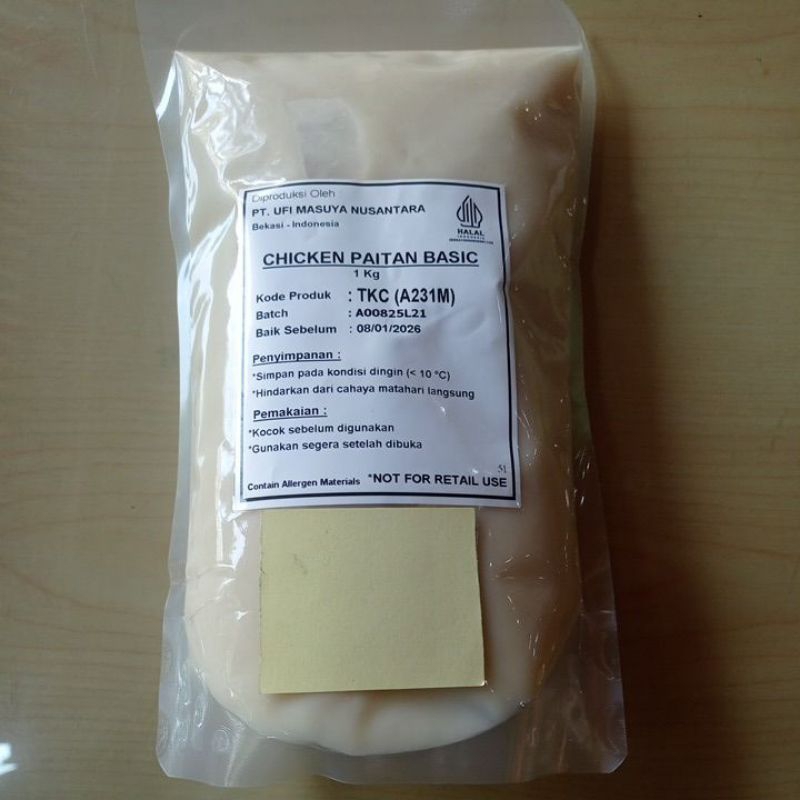 Diproduksi Oleh
PT. UFI MASUYA NUSANTARA
Bekasi - Indonesia
HALAL
INDONESIA
CHICKEN PAITAN BASIC
1 Kg
Kode Produk : TKC (A231M)
Batch : A00825L21
Baik Sebelum : 08/01/2026
Penyimpanan :
*Simpan pada kondisi dingin (< 10 °C)
*Hindarkan dari cahaya matahari langsung
Pemakaian :
*Kocok sebelum digunakan
*Gunakan segera setelah dibuka
51
Contain Allergen Materials *NOT FOR RETAIL USE